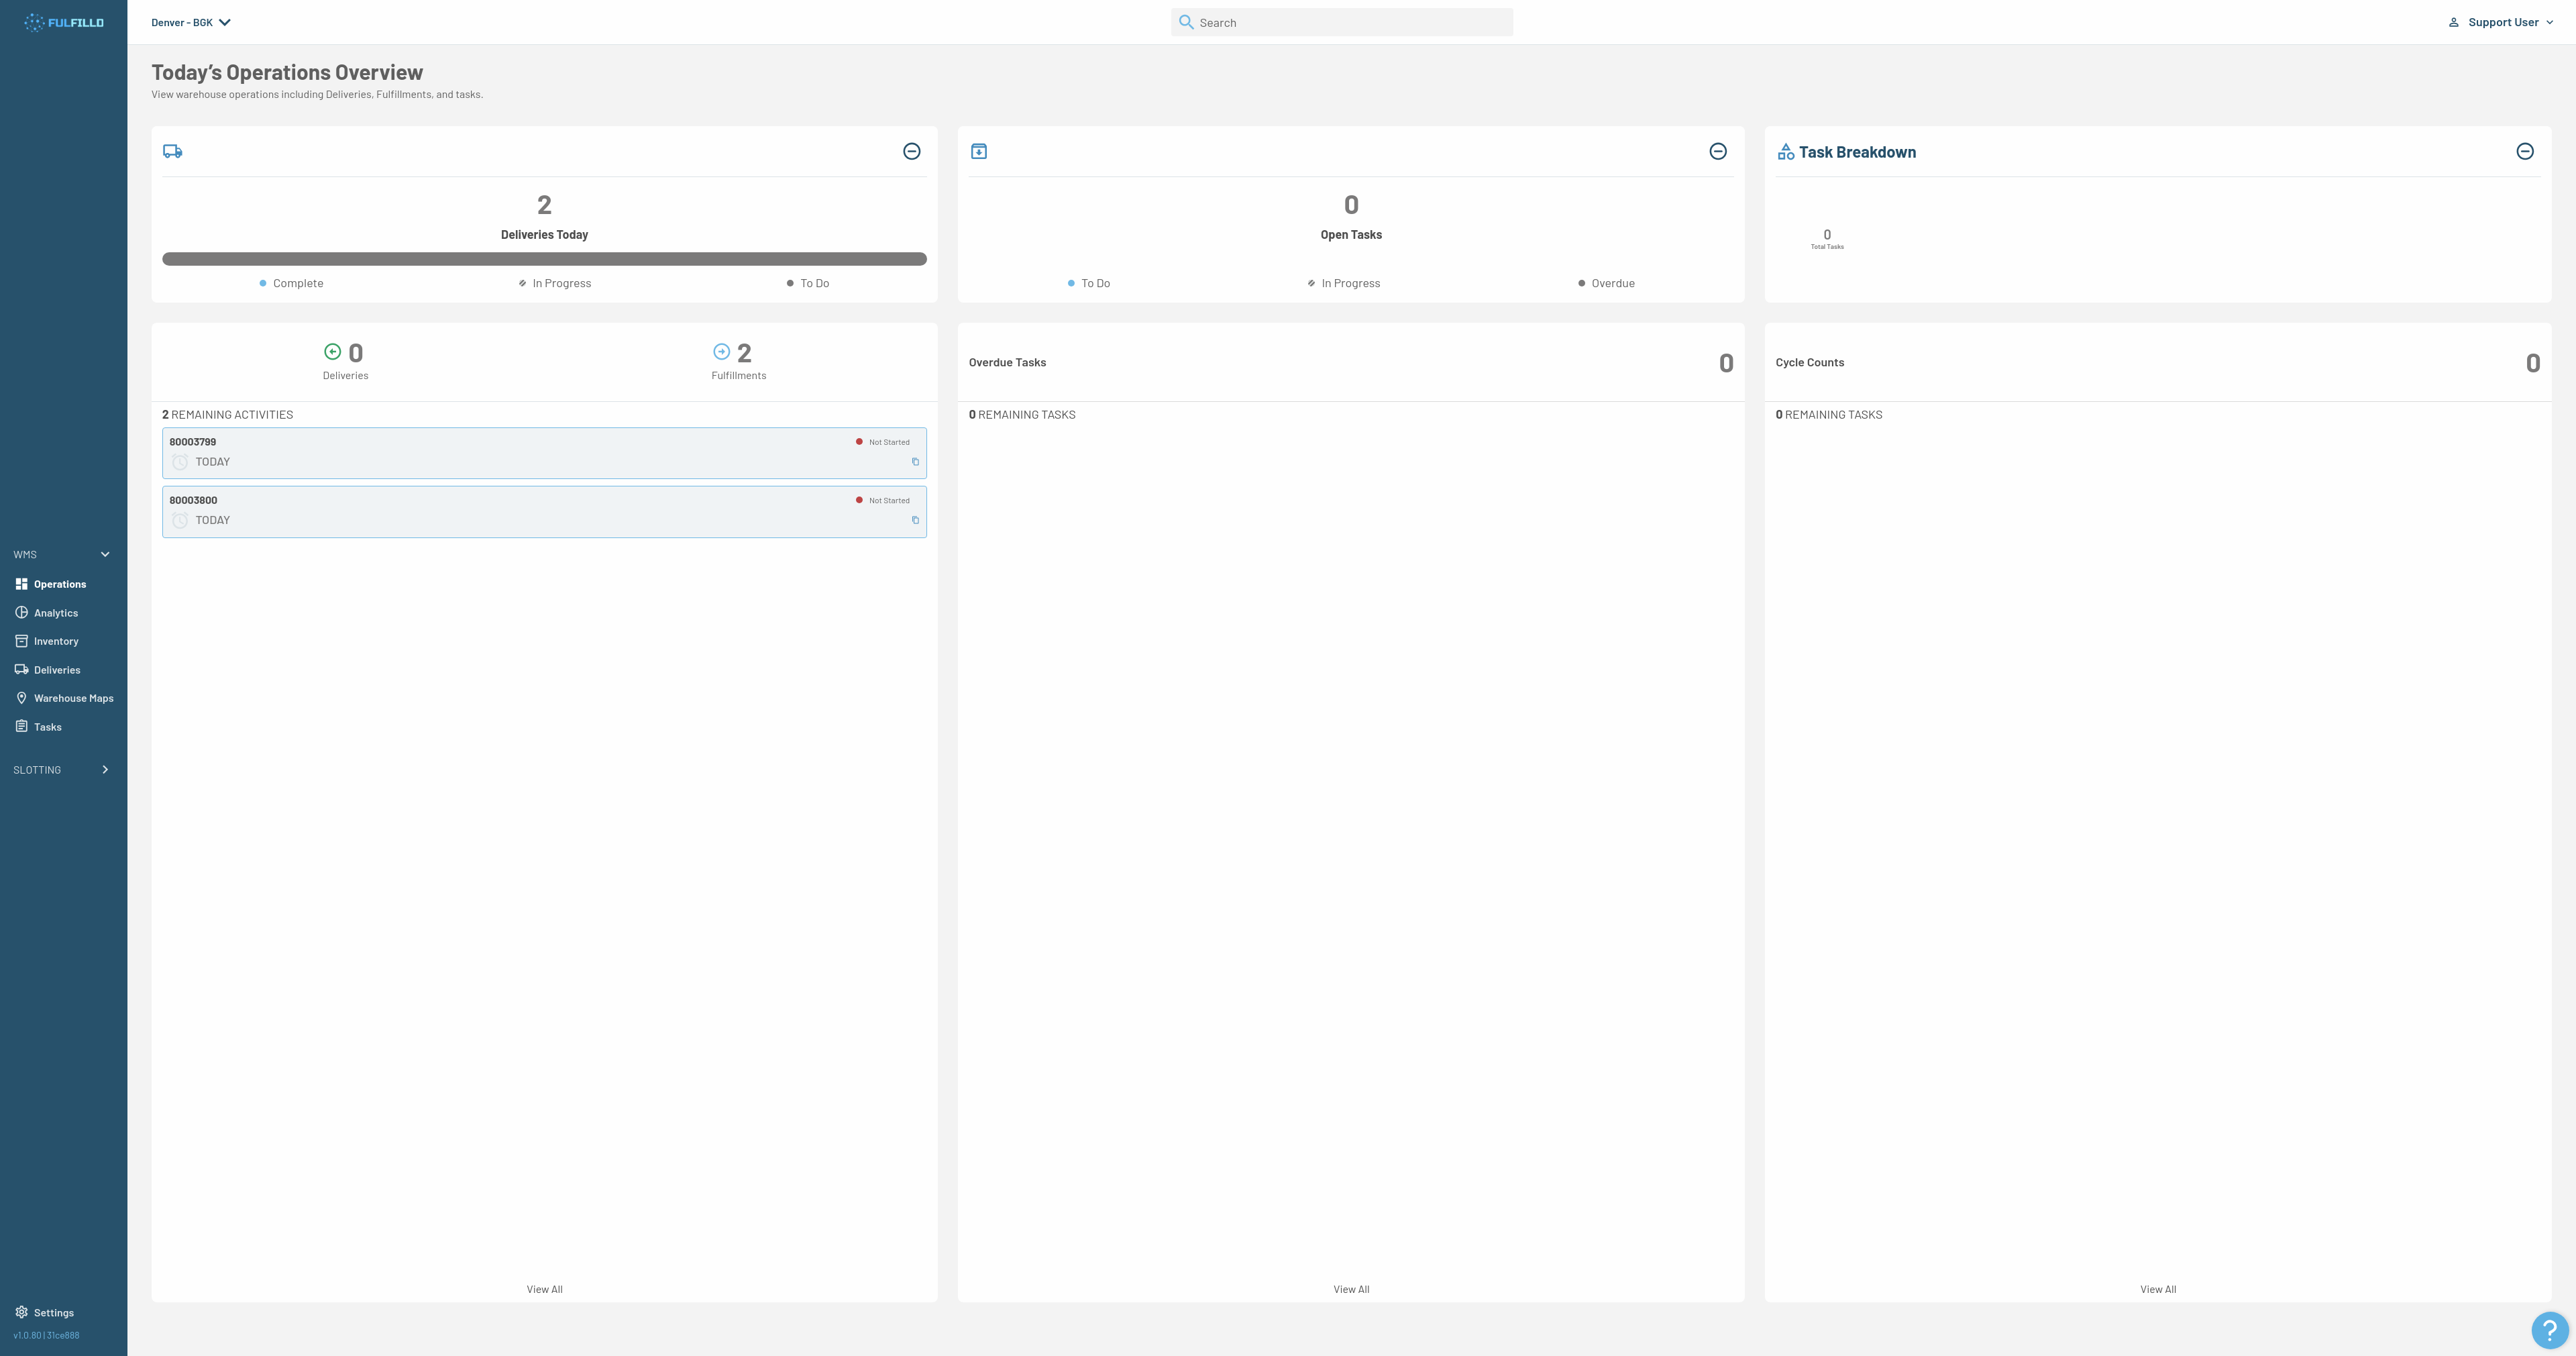 FULFILLD
Denver - BGK
Search
Support User
Today’s Operations Overview
View warehouse operations including Deliveries, Fulfillments, and tasks.
2
Deliveries Today
Complete
In Progress
To Do
0
Open Tasks
To Do
In Progress
Overdue
Task Breakdown
0
Total Tasks
0
Deliveries
2
Fulfillments
2 REMAINING ACTIVITIES
80003799
Not Started
TODAY
80003800
Not Started
TODAY
View All
Overdue Tasks
0
0 REMAINING TASKS
View All
Cycle Counts
0
0 REMAINING TASKS
View All
WMS
Operations
Analytics
Inventory
Deliveries
Warehouse Maps
Tasks
SLOTTING
Settings
v1.0.80 | 31ce888
?